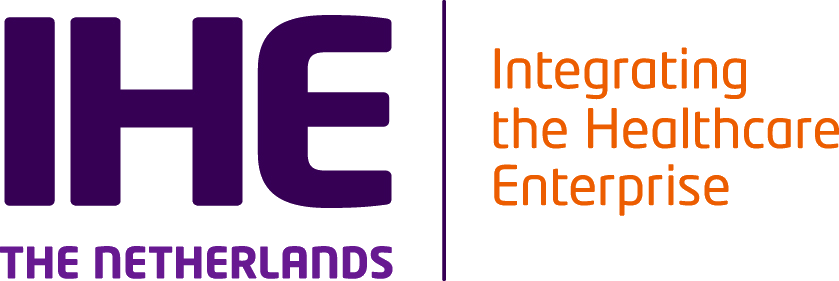 IHE
THE NETHERLANDS
Integrating
the Healthcare
Enterprise